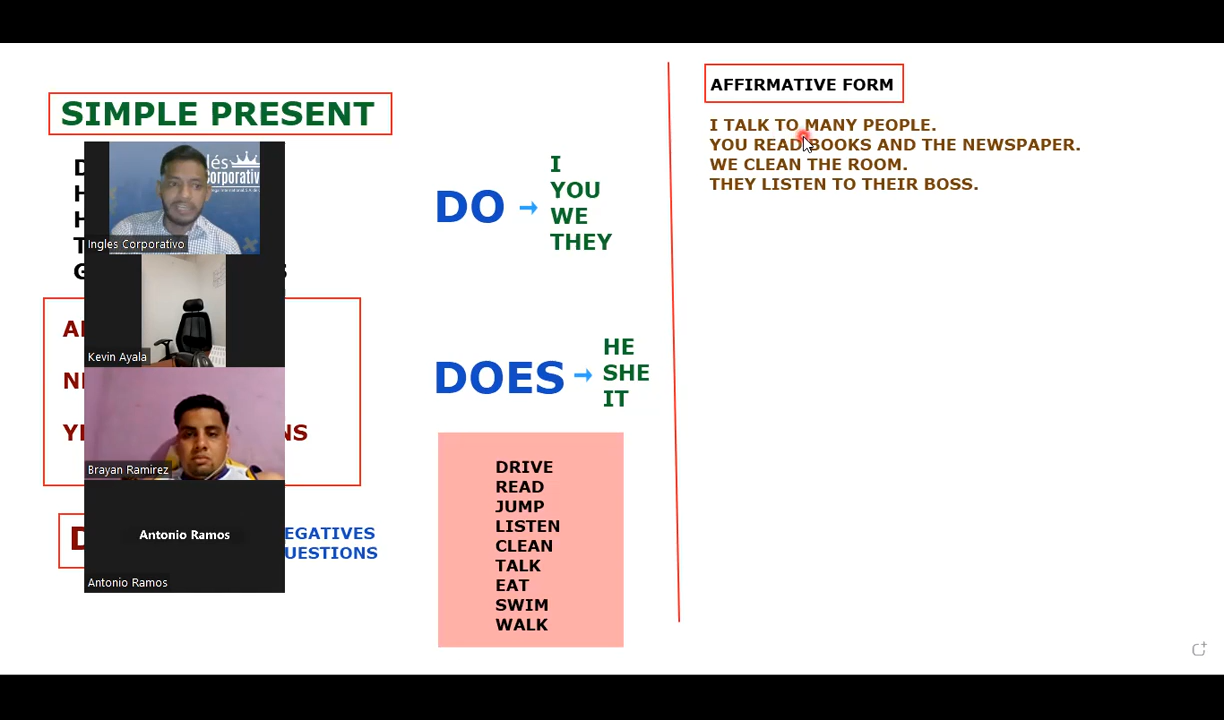 SIMPLE PRESENT
DO → I
YOU
WE
THEY
DOES → HE
SHE
IT
DRIVE
READ
JUMP
LISTEN
CLEAN
TALK
EAT
SWIM
WALK
AFFIRMATIVE FORM
I TALK TO MANY PEOPLE.
YOU READ BOOKS AND THE NEWSPAPER.
WE CLEAN THE ROOM.
THEY LISTEN TO THEIR BOSS.
Ingles Corporativo
Kevin Ayala
Brayan Ramirez
Antonio Ramos
Antonio Ramos